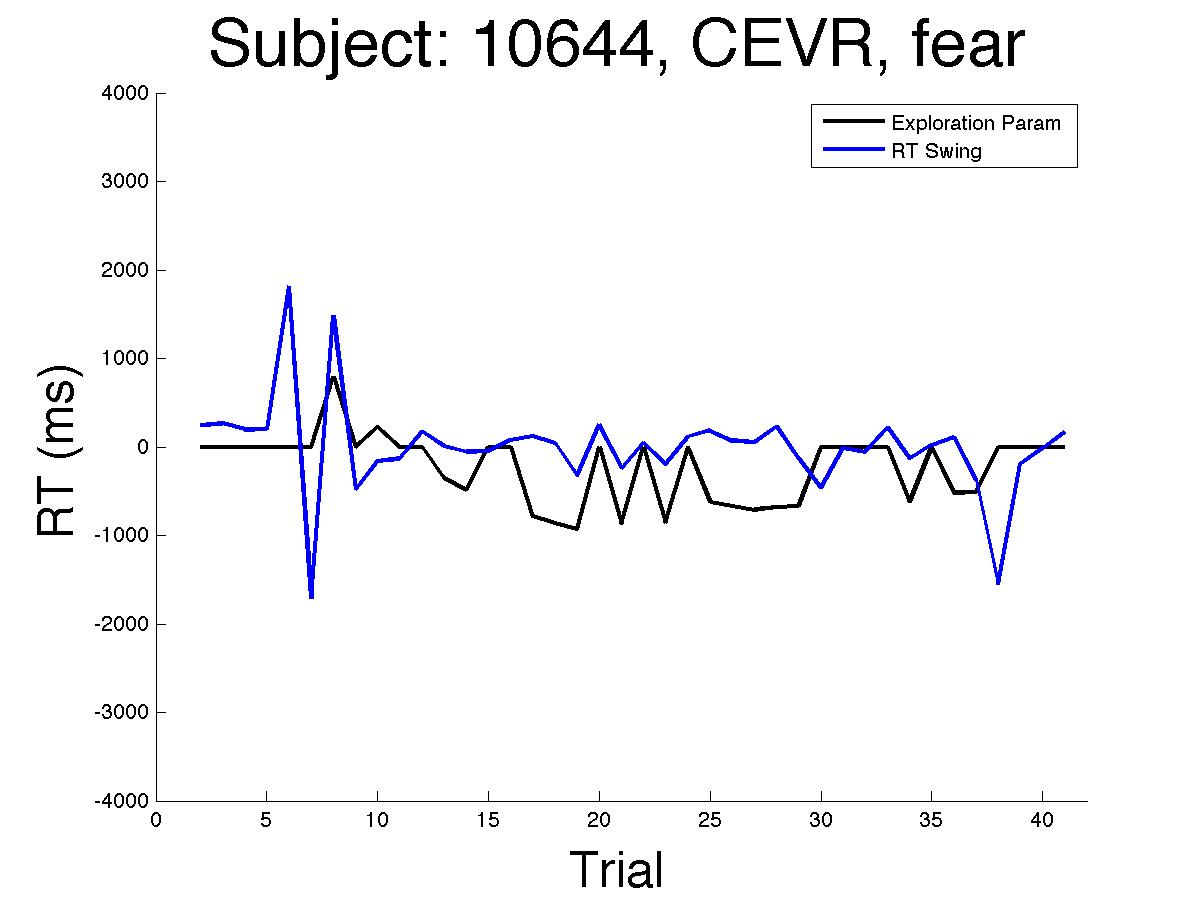 Subject: 10644, CEVR, fear
Exploration Param
RT Swing
RT (ms)
4000
3000
2000
1000
0
-1000
-2000
-3000
-4000
0 5 10 15 20 25 30 35 40
Trial